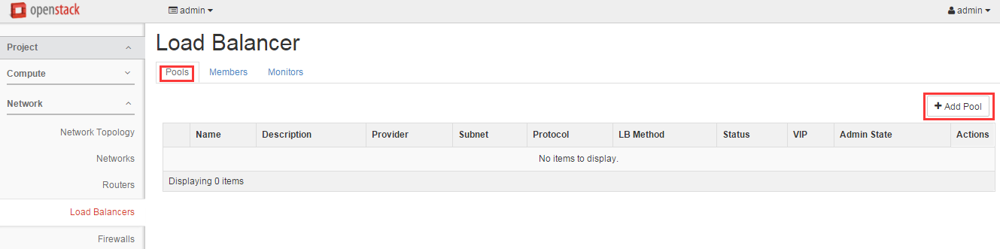 openstack admin admin
Project
Compute
Network
Network Topology
Networks
Routers
Load Balancers
Firewalls
Load Balancer
Pools Members Monitors
Add Pool
Name Description Provider Subnet Protocol LB Method Status VIP Admin State Actions
No items to display.
Displaying 0 items